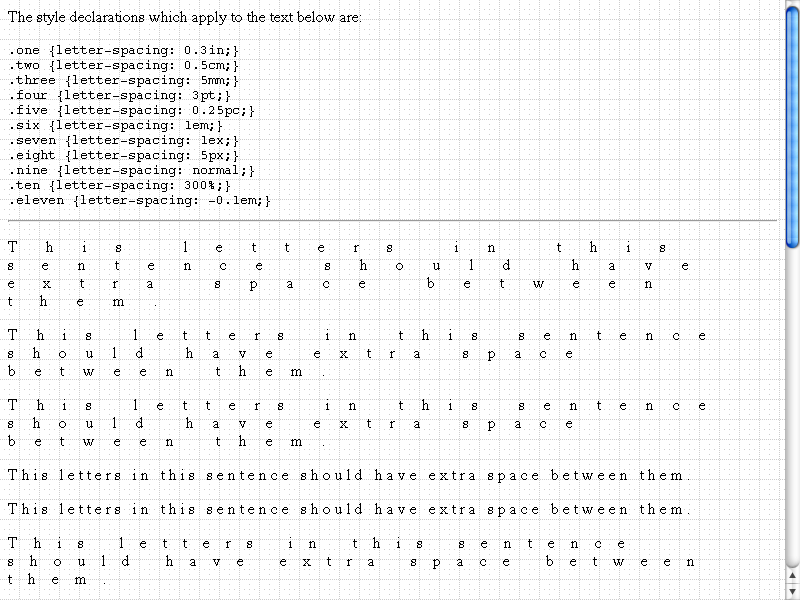 The style declarations which apply to the text below are:
.one {letter-spacing: 0.3in;}
.two {letter-spacing: 0.5cm;}
.three {letter-spacing: 5mm;}
.four {letter-spacing: 3pt;}
.five {letter-spacing: 0.25pc;}
.six {letter-spacing: 1em;}
.seven {letter-spacing: 1ex;}
.eight {letter-spacing: 5px;}
.nine {letter-spacing: normal;}
.ten {letter-spacing: 300%;}
.eleven {letter-spacing: -0.1em;}
This letters in this
sentence should have
extra space between
them.
This letters in this sentence
should have extra space
between them.
This letters in this sentence
should have extra space
between them.
This letters in this sentence should have extra space between them.
This letters in this sentence should have extra space between them.
This letters in this sentence
should have extra space between
them.